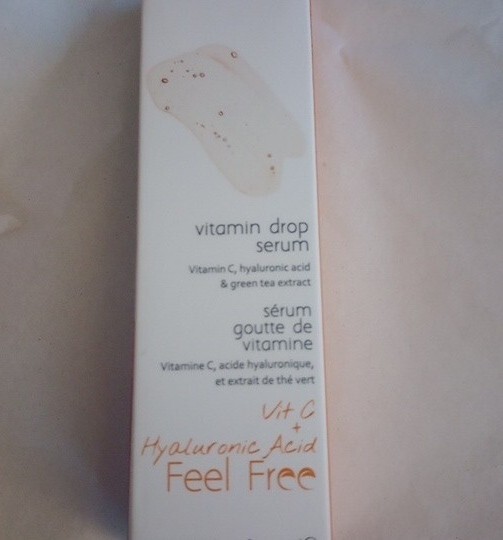 vitamin drop
serum
Vitamin C, hyaluronic acid
& green tea extract
sérum
goutte de
vitamine
Vitamine C, acide hyaluronique,
et extrait de thé vert
Vit C
+
Hyaluronic Acid
Feel Free